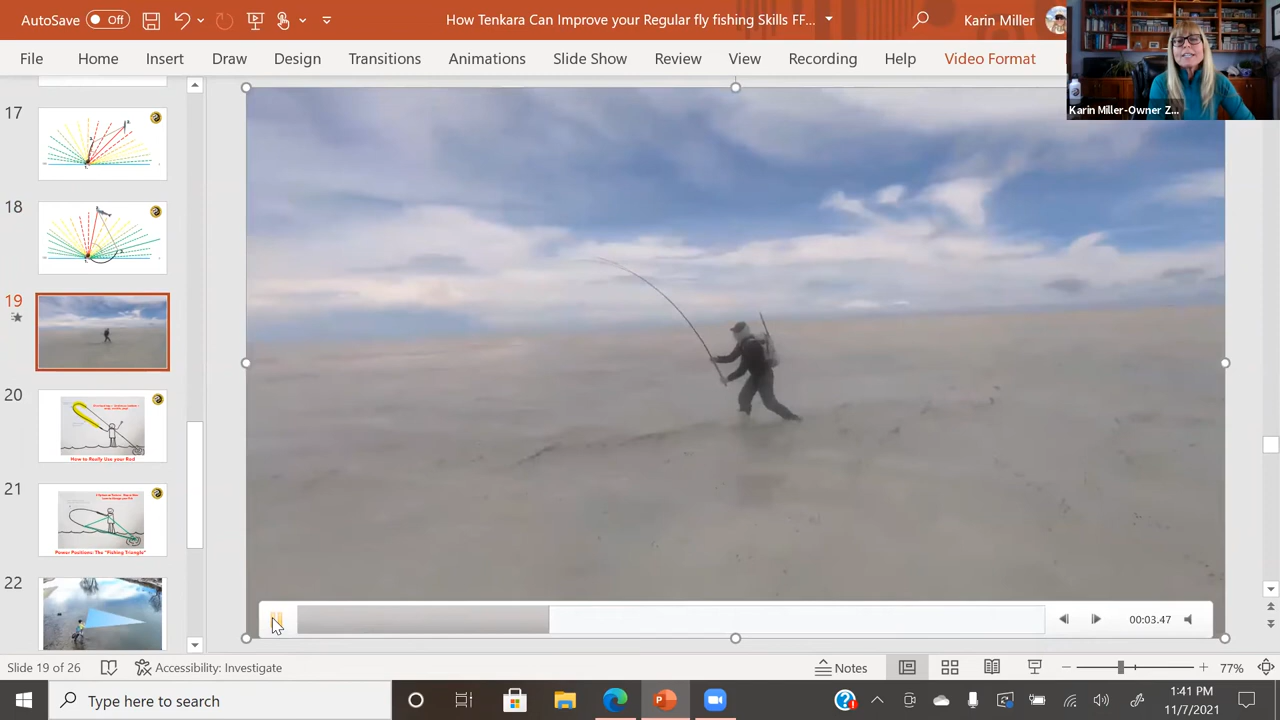 AutoSave Off How Tenkara Can Improve your Regular fly fishing Skills FF... Karin Miller
File Home Insert Draw Design Transitions Animations Slide Show Review View Recording Help Video Format
Karin Miller-Owner Z...
17
18
19
20
How to Really Use your Rod
21
Power Positions: The "Fishing Triangle"
22
00:03.47
Slide 19 of 26 Accessibility: Investigate Notes 77%
Type here to search
1:41 PM
11/7/2021